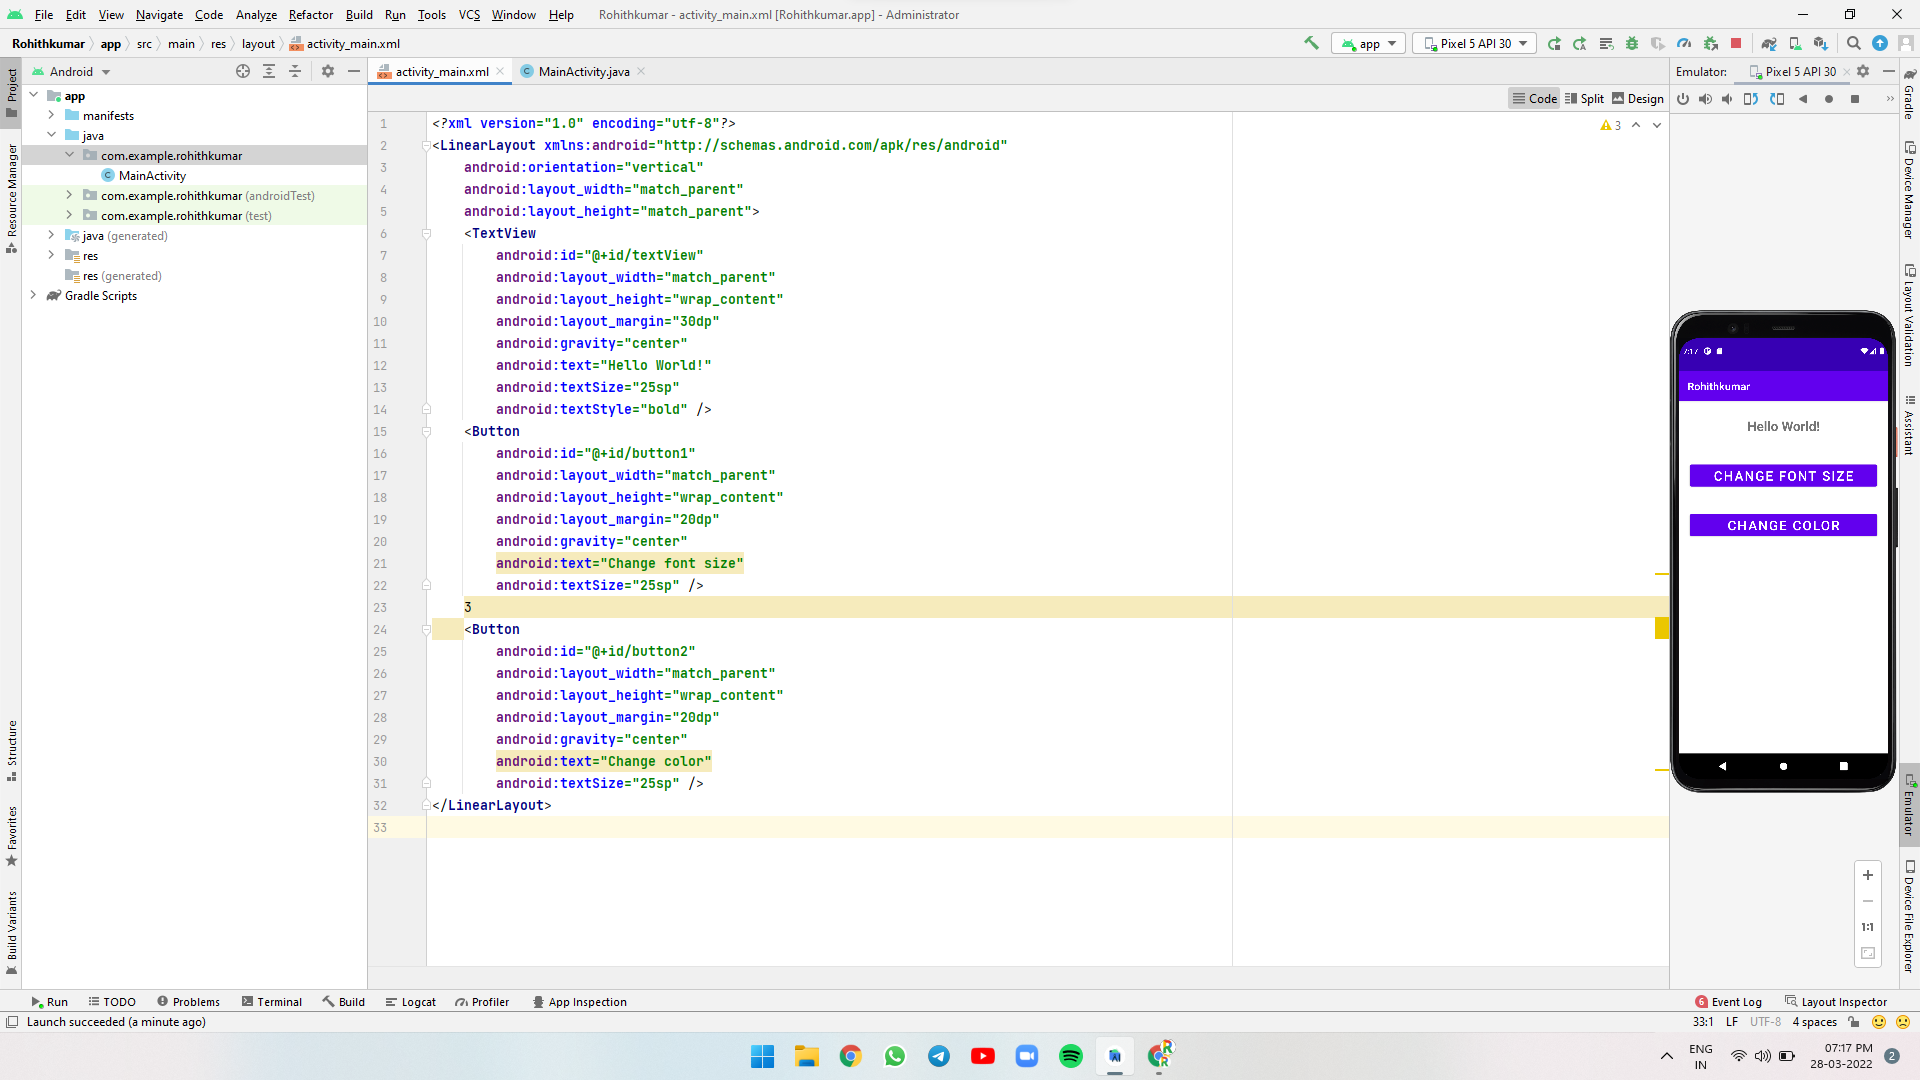 File Edit View Navigate Code Analyze Refactor Build Run Tools VCS Window Help Rohithkumar - activity_main.xml [Rohithkumar.app] - Administrator
Rohithkumar app src main res layout activity_main.xml app Pixel 5 API 30
Project
Android
activity_main.xml
MainActivity.java
Emulator: Pixel 5 API 30
Code Split Design
app
manifests
java
com.example.rohithkumar
MainActivity
com.example.rohithkumar (androidTest)
com.example.rohithkumar (test)
java (generated)
res
res (generated)
Gradle Scripts
Resource Manager
Structure
Favorites
Build Variants
3
1 <?xml version="1.0" encoding="utf-8"?>
2 <LinearLayout xmlns:android="http://schemas.android.com/apk/res/android"
3 android:orientation="vertical"
4 android:layout_width="match_parent"
5 android:layout_height="match_parent">
6 <TextView
7 android:id="@+id/textView"
8 android:layout_width="match_parent"
9 android:layout_height="wrap_content"
10 android:layout_margin="30dp"
11 android:gravity="center"
12 android:text="Hello World!"
13 android:textSize="25sp"
14 android:textStyle="bold" />
15 <Button
16 android:id="@+id/button1"
17 android:layout_width="match_parent"
18 android:layout_height="wrap_content"
19 android:layout_margin="20dp"
20 android:gravity="center"
21 android:text="Change font size"
22 android:textSize="25sp" />
23 3
24 <Button
25 android:id="@+id/button2"
26 android:layout_width="match_parent"
27 android:layout_height="wrap_content"
28 android:layout_margin="20dp"
29 android:gravity="center"
30 android:text="Change color"
31 android:textSize="25sp" />
32 </LinearLayout>
33
7:17
Rohithkumar
Hello World!
CHANGE FONT SIZE
CHANGE COLOR
1:1
Gradle
Device Manager
Layout Validation
Assistant
Emulator
Device File Explorer
Run TODO Problems Terminal Build Logcat Profiler App Inspection 6 Event Log Layout Inspector
Launch succeeded (a minute ago) 33:1 LF UTF-8 4 spaces
ENG
IN
07:17 PM
28-03-2022
2